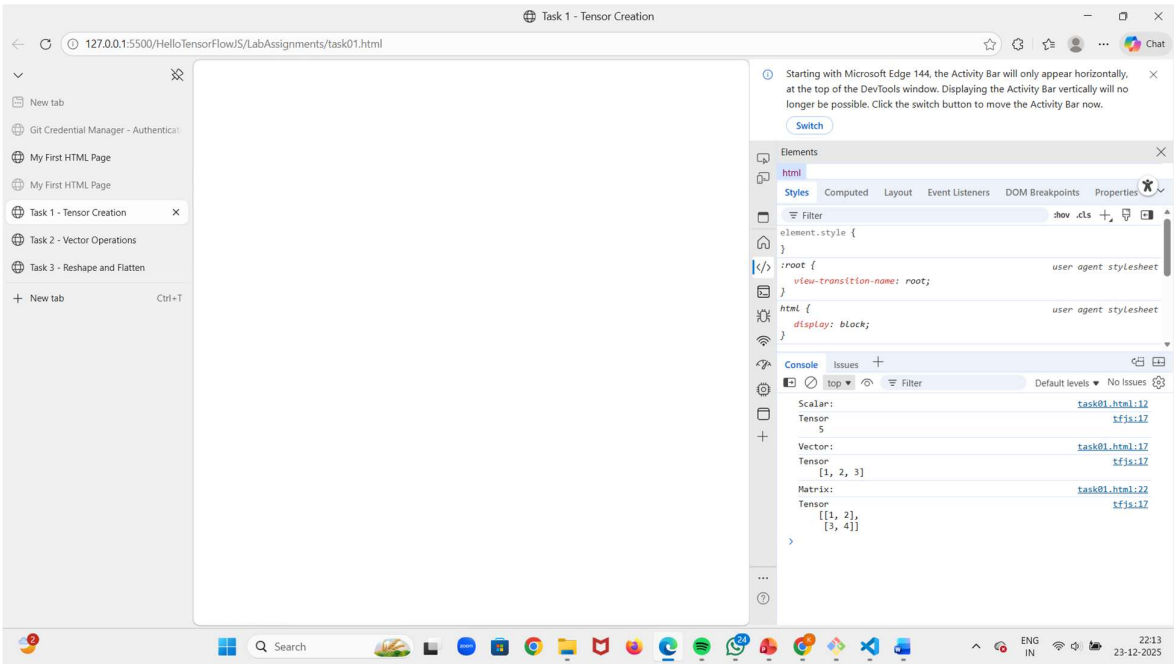 Task 1 - Tensor Creation
127.0.0.1:5500/HelloTensorFlowJS/LabAssignments/task01.html
Chat
New tab
Git Credential Manager - Authenticat
My First HTML Page
My First HTML Page
Task 1 - Tensor Creation
Task 2 - Vector Operations
Task 3 - Reshape and Flatten
New tab Ctrl+T
Starting with Microsoft Edge 144, the Activity Bar will only appear horizontally,
at the top of the DevTools window. Displaying the Activity Bar vertically will no
longer be possible. Click the switch button to move the Activity Bar now.
Switch
Elements
html
Styles Computed Layout Event Listeners DOM Breakpoints Properties
Filter :hov .cls
element.style {
}
:root { user agent stylesheet
view-transition-name: root;
}
html { user agent stylesheet
display: block;
}
Console Issues
top Filter Default levels No Issues
Scalar: task01.html:12
Tensor tfjs:17
5
Vector: task01.html:17
Tensor tfjs:17
[1, 2, 3]
Matrix: task01.html:22
Tensor tfjs:17
[[1, 2],
[3, 4]]
2
Search
zoom
24
K
ENG
IN
22:13
23-12-2025